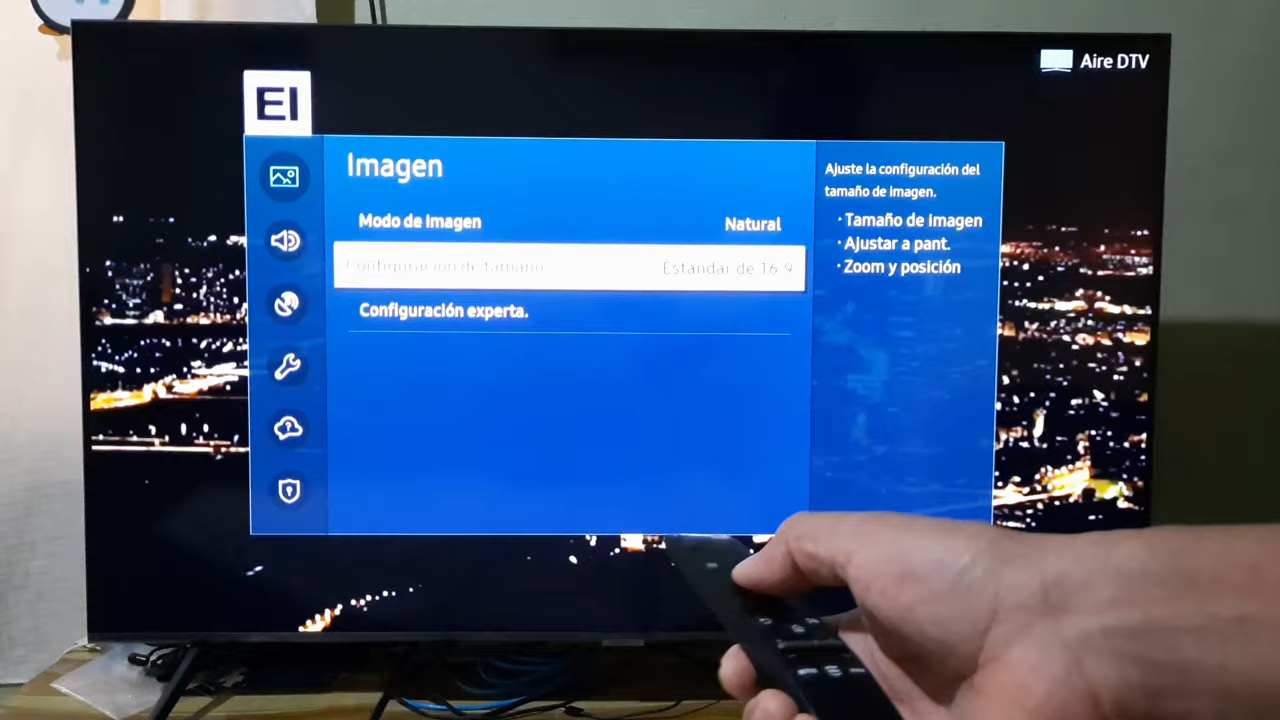 Aire DTV
EI
Imagen
Modo de imagen
Natural
Configuración de tamaño
Estándar de 16:9
Configuración experta.
Ajuste la configuración del
tamaño de imagen.
· Tamaño de imagen
· Ajustar a pant.
· Zoom y posición